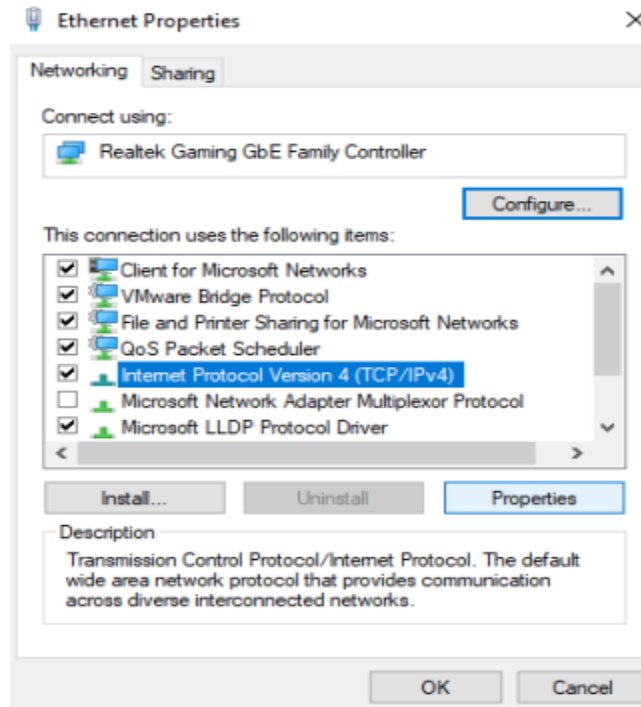 Ethernet Properties
Networking Sharing
Connect using:
Realtek Gaming GbE Family Controller
Configure...
This connection uses the following items:
Client for Microsoft Networks
VMware Bridge Protocol
File and Printer Sharing for Microsoft Networks
QoS Packet Scheduler
Internet Protocol Version 4 (TCP/IPv4)
Microsoft Network Adapter Multiplexor Protocol
Microsoft LLDP Protocol Driver
Install... Uninstall Properties
Description
Transmission Control Protocol/Internet Protocol. The default
wide area network protocol that provides communication
across diverse interconnected networks.
OK Cancel